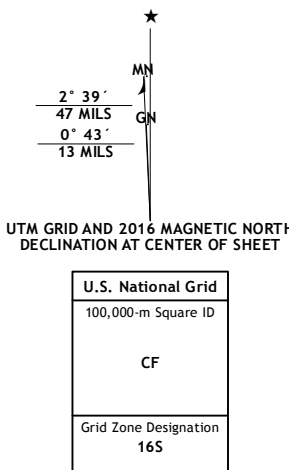 ★
MN
2° 39´
47 MILS
GN
0° 43´
13 MILS
UTM GRID AND 2016 MAGNETIC NORTH
DECLINATION AT CENTER OF SHEET
U.S. National Grid
100,000-m Square ID
CF
Grid Zone Designation
16S